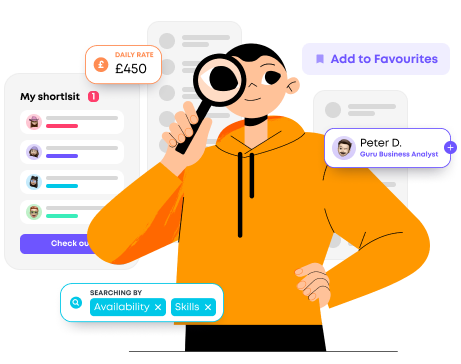 DAILY RATE
£
£450
Add to Favourites
My shortlsit
1
Peter D.
Guru Business Analyst
+
Check ou
SEARCHING BY
Availability ×
Skills ×